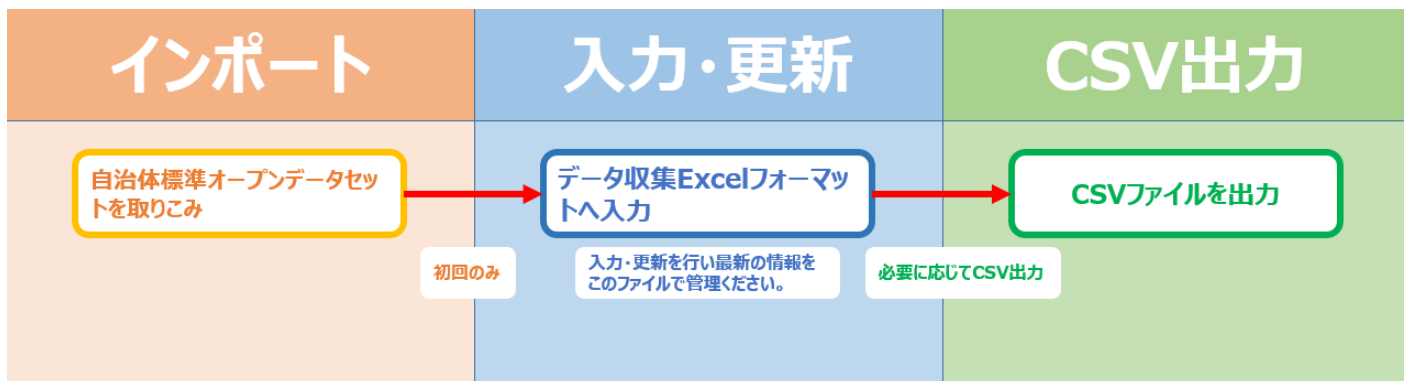 インポート
入力・更新
CSV出力
自治体標準オープンデータセッ
トを取りこみ
データ収集Excelフォーマッ
トへ入力
CSVファイルを出力
初回のみ
入力・更新を行い最新の情報を
このファイルで管理ください。
必要に応じてCSV出力